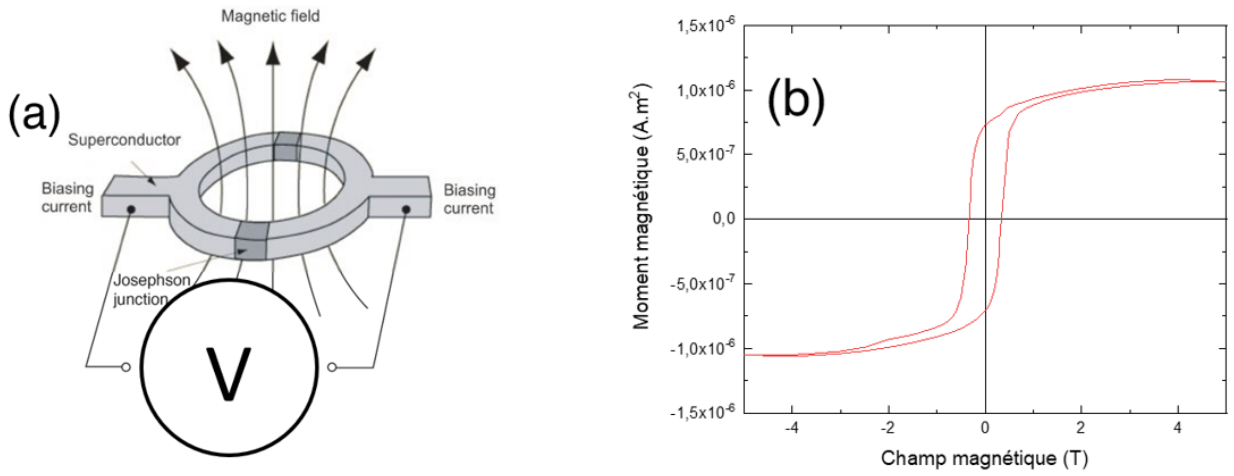 (a)
Magnetic field
Superconductor
Biasing
current
Biasing
current
Josephson
junction
V
(b)
Moment magnétique (A.m²)
1,5x10⁻⁶
1,0x10⁻⁶
5,0x10⁻⁷
0,0
-5,0x10⁻⁷
-1,0x10⁻⁶
-1,5x10⁻⁶
-4 -2 0 2 4
Champ magnétique (T)